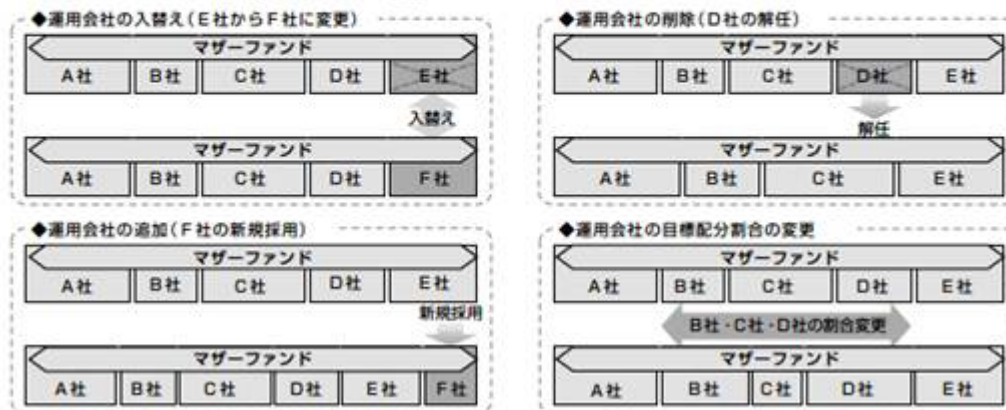 ◆運用会社の入替え(E社からF社に変更)
マザーファンド
A社 B社 C社 D社 E社
入替え
マザーファンド
A社 B社 C社 D社 F社
◆運用会社の削除(D社の解任)
マザーファンド
A社 B社 C社 D社 E社
解任
マザーファンド
A社 B社 C社 E社
◆運用会社の追加(F社の新規採用)
マザーファンド
A社 B社 C社 D社 E社
新規採用
マザーファンド
A社 B社 C社 D社 E社 F社
◆運用会社の目標配分割合の変更
マザーファンド
A社 B社 C社 D社 E社
B社・C社・D社の割合変更
マザーファンド
A社 B社 C社 D社 E社